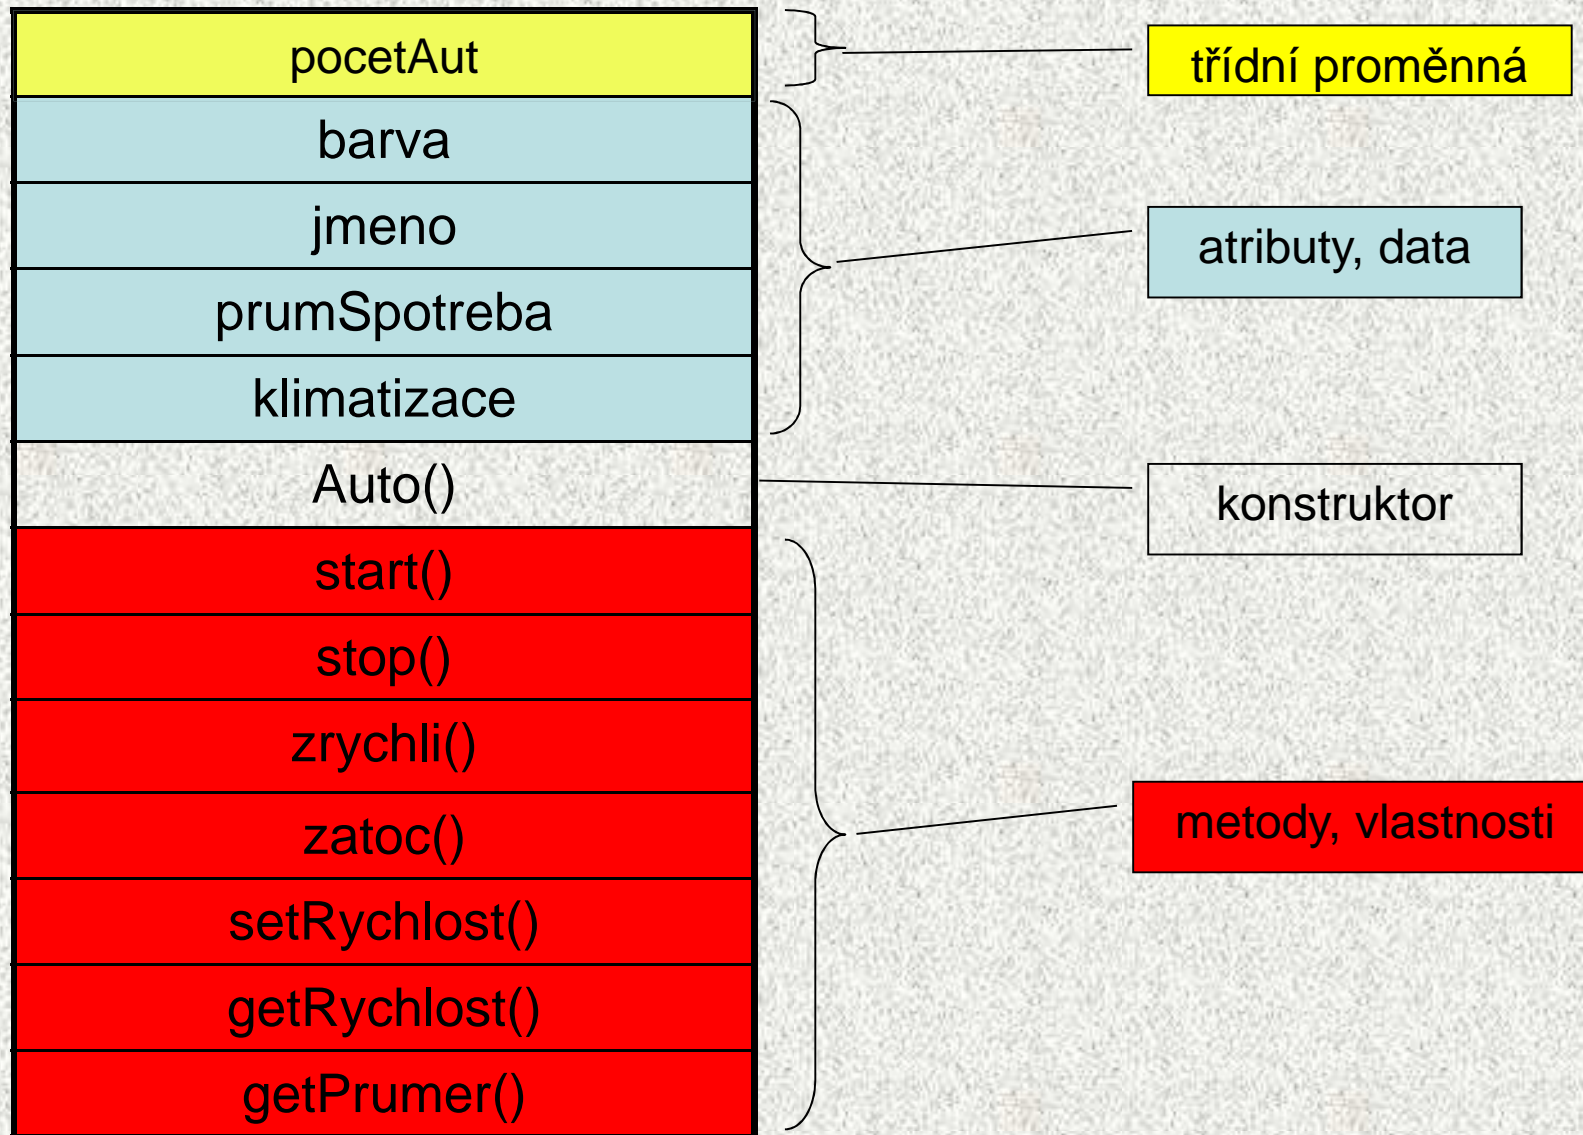 pocetAut
třídní proměnná
barva
jmeno
prumSpotreba
klimatizace
atributy, data
Auto()
konstruktor
start()
stop()
zrychli()
zatoc()
setRychlost()
getRychlost()
getPrumer()
metody, vlastnosti